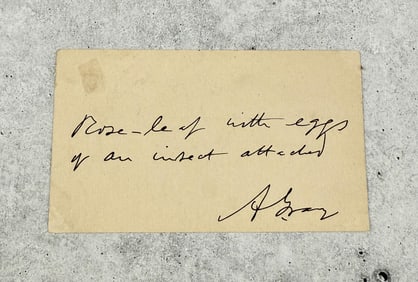 Rose-leaf with eggs
of an insect attached
A Gray